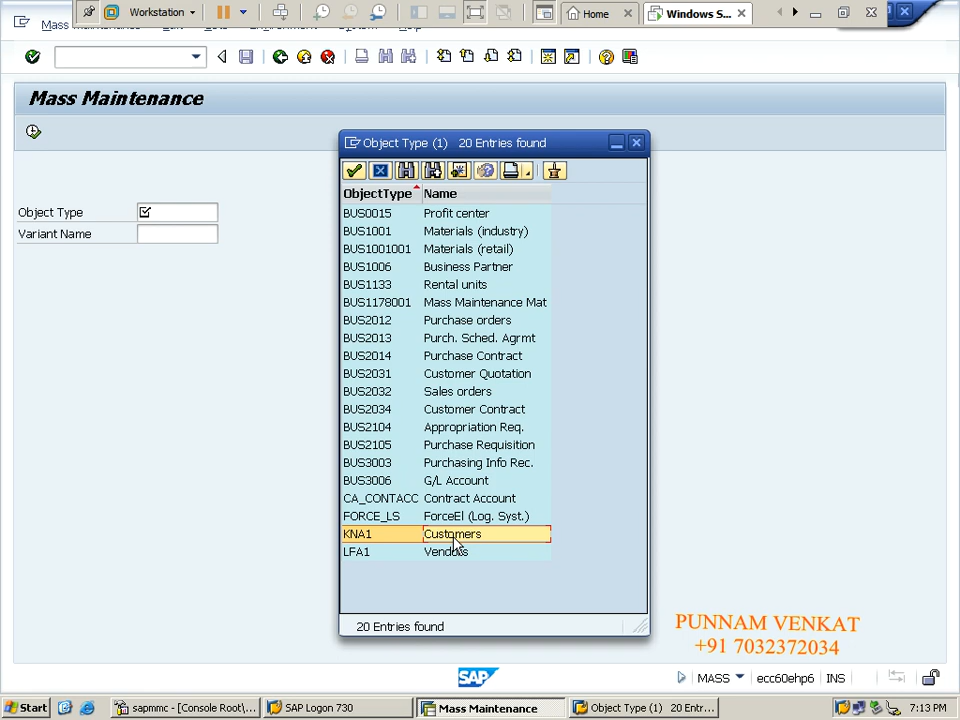 Workstation
Home
Windows S...
Mass Maintenance
Object Type (1) 20 Entries found
ObjectType Name
BUS0015 Profit center
BUS1001 Materials (industry)
BUS1001001 Materials (retail)
Object Type
BUS1006 Business Partner
Variant Name
BUS1133 Rental units
BUS1178001 Mass Maintenance Mat
BUS2012 Purchase orders
BUS2013 Purch. Sched. Agrmt
BUS2014 Purchase Contract
BUS2031 Customer Quotation
BUS2032 Sales orders
BUS2034 Customer Contract
BUS2104 Appropriation Req.
BUS2105 Purchase Requisition
BUS3003 Purchasing Info Rec.
BUS3006 G/L Account
CA_CONTACC Contract Account
FORCE_LS ForceEl (Log. Syst.)
KNA1 Customers
LFA1 Vendors
20 Entries found
PUNNAM VENKAT
+91 7032372034
SAP
MASS ecc60ehp6 INS
Start sapmmc - [Console Root\... SAP Logon 730 Mass Maintenance Object Type (1) 20 Entr... 7:13 PM